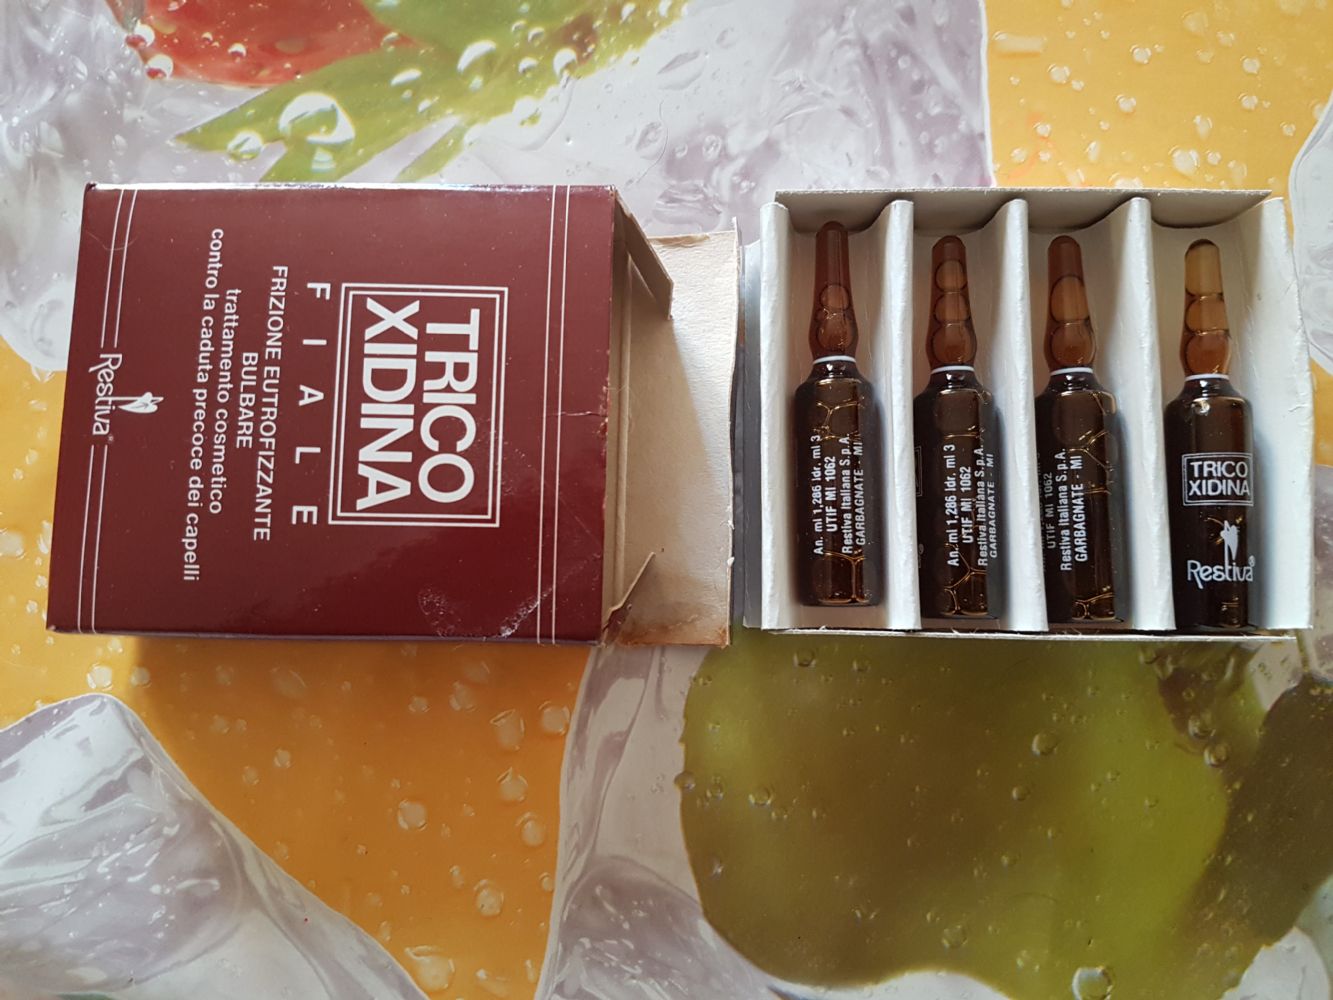 TRICO
XIDINA
FIALE
FRIZIONE EUTROFIZZANTE
BULBARE
trattamento cosmetico
contro la caduta precoce dei capelli
Restiva®
An. ml 1,286 Idr. ml 3
UTIF MI 1062
Restiva Italiana S.p.A.
GARBAGNATE - MI
An. ml 1,286 Idr. ml 3
UTIF MI 1062
Restiva Italiana S.p.A.
GARBAGNATE - MI
UTIF MI 1062
Restiva Italiana S.p.A.
GARBAGNATE - MI
TRICO
XIDINA
Restiva®